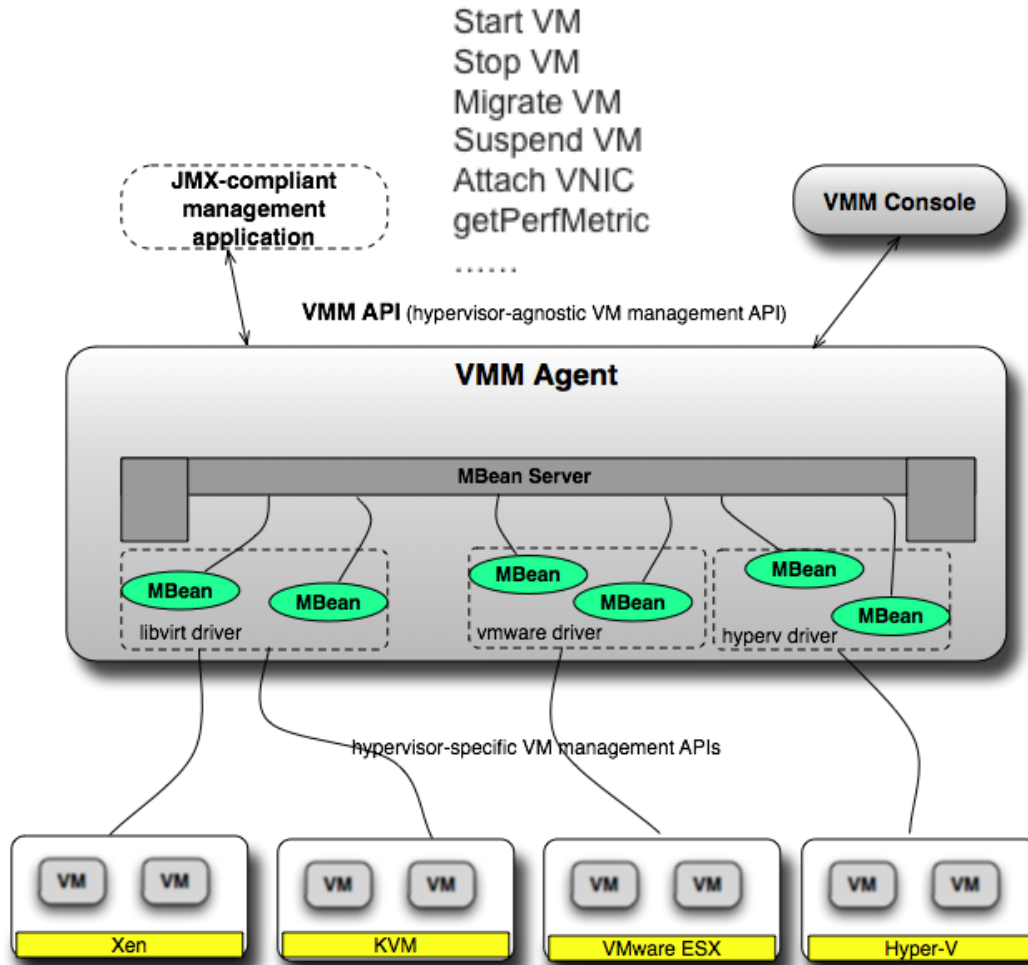 Start VM
Stop VM
Migrate VM
Suspend VM
Attach VNIC
getPerfMetric
......
JMX-compliant
management
application
VMM Console
VMM API (hypervisor-agnostic VM management API)
VMM Agent
MBean Server
MBean
MBean
libvirt driver
MBean
MBean
vmware driver
MBean
MBean
hyperv driver
hypervisor-specific VM management APIs
VM VM
Xen
VM VM
KVM
VM VM
VMware ESX
VM VM
Hyper-V